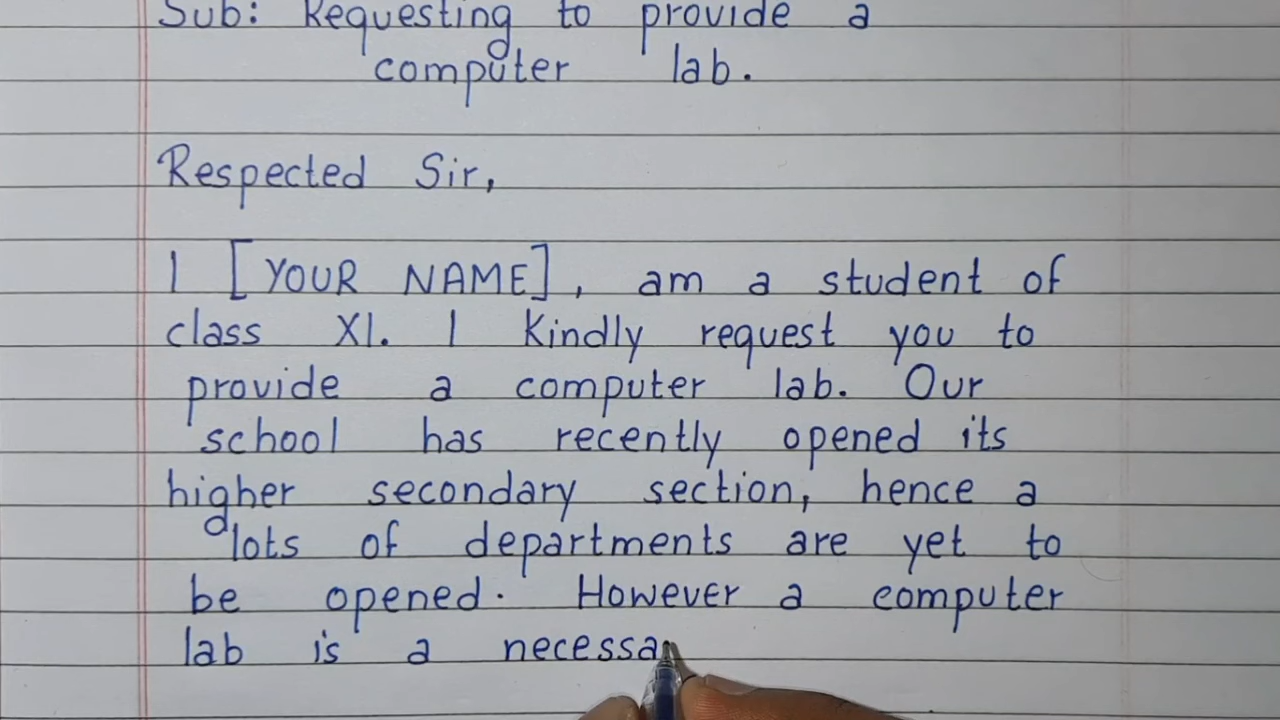 Sub: Requesting to provide a
computer lab.
Respected Sir,
I [YOUR NAME], am a student of
class XI. I kindly request you to
provide a computer lab. Our
school has recently opened its
higher secondary section, hence a
lots of departments are yet to
be opened. However a computer
lab is a necessa